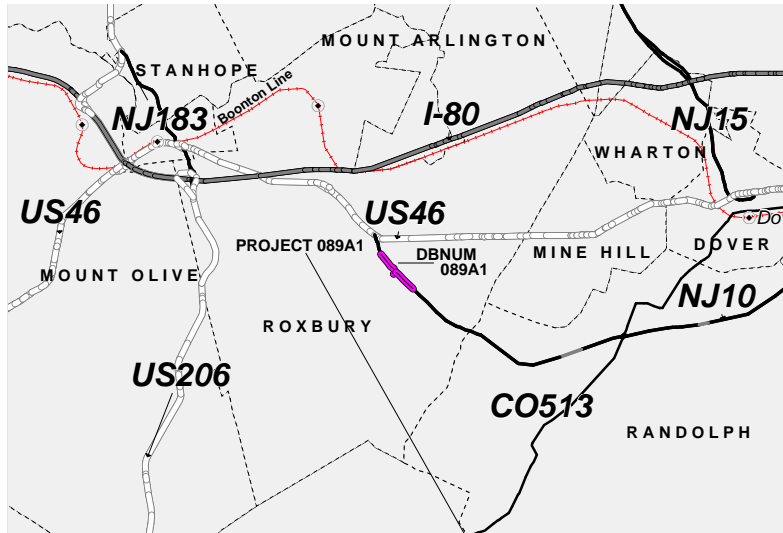 MOUNT ARLINGTON
STANHOPE
Boonton Line
NJ183
I-80
NJ15
WHARTON
US46
US46
Do
PROJECT 089A1
DBNUM
089A1
MINE HILL
DOVER
MOUNT OLIVE
NJ10
ROXBURY
US206
CO513
RANDOLPH